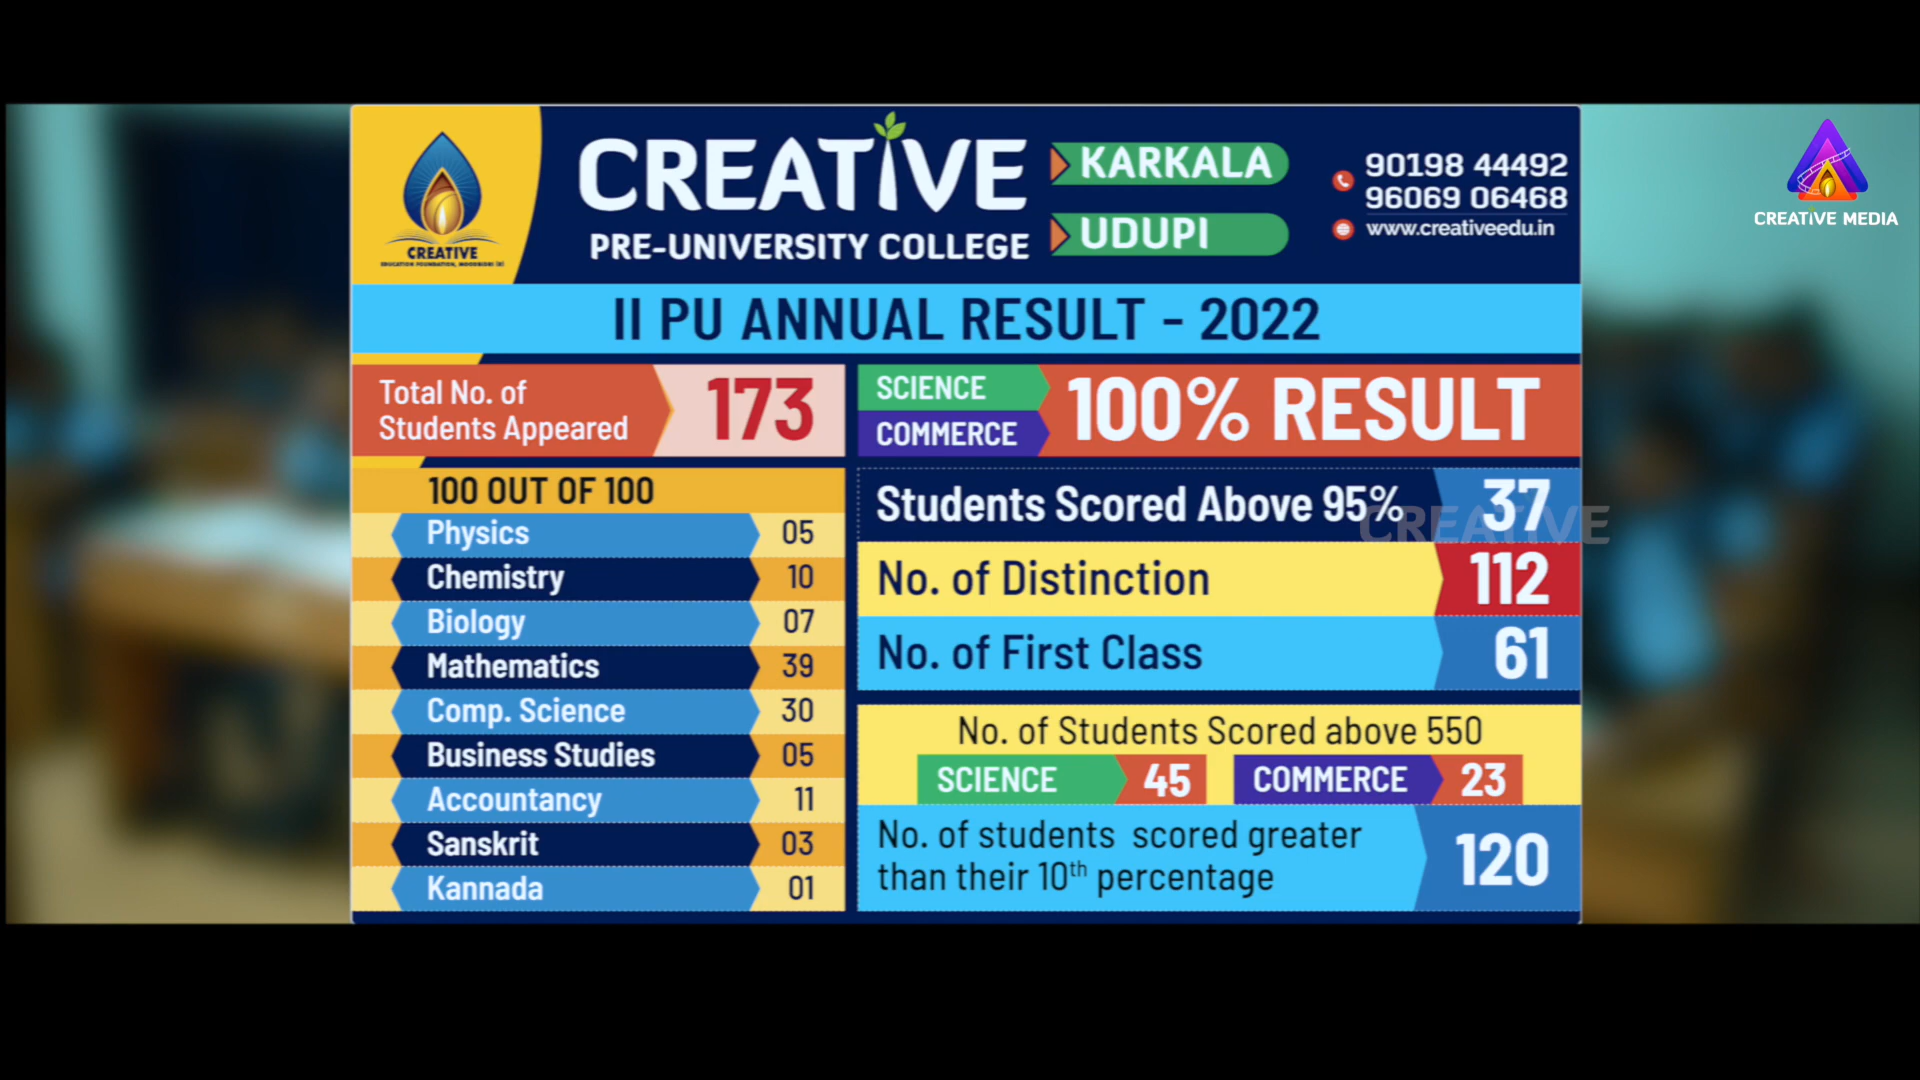 CREATIVE
EDUCATION FOUNDATION, MOODBIDRI (R)
CREATIVE
PRE-UNIVERSITY COLLEGE
KARKALA
UDUPI
90198 44492
96069 06468
www.creativeedu.in
CREATIVE MEDIA
II PU ANNUAL RESULT - 2022
Total No. of
Students Appeared
173
SCIENCE
COMMERCE
100% RESULT
100 OUT OF 100
Physics 05
Chemistry 10
Biology 07
Mathematics 39
Comp. Science 30
Business Studies 05
Accountancy 11
Sanskrit 03
Kannada 01
Students Scored Above 95% 37
CREATIVE
No. of Distinction 112
No. of First Class 61
No. of Students Scored above 550
SCIENCE 45 COMMERCE 23
No. of students scored greater
than their 10th percentage
120